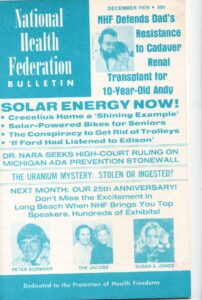 National
Health
Federation
BULLETIN
DECEMBER 1979 • 50¢
NHF Defends Dad's
Resistance
to Cadaver
Renal
Transplant for
10-Year-Old Andy
SOLAR ENERGY NOW!
• Crecelius Home a 'Shining Example'
• Solar-Powered Bikes for Seniors
• The Conspiracy to Get Rid of Trolleys
• 'If Ford Had Listened to Edison'
DR. NARA SEEKS HIGH-COURT RULING ON
MICHIGAN ADA PREVENTION STONEWALL
THE URANIUM MYSTERY: STOLEN OR INGESTED?
NEXT MONTH: OUR 25th ANNIVERSARY!
Don't Miss the Excitement in
Long Beach When NHF Brings You Top
Speakers, Hundreds of Exhibits!
PETER BURWASH
THE JACOBS
SUSAN S. JONES
Dedicated to the Protection of Health Freedoms